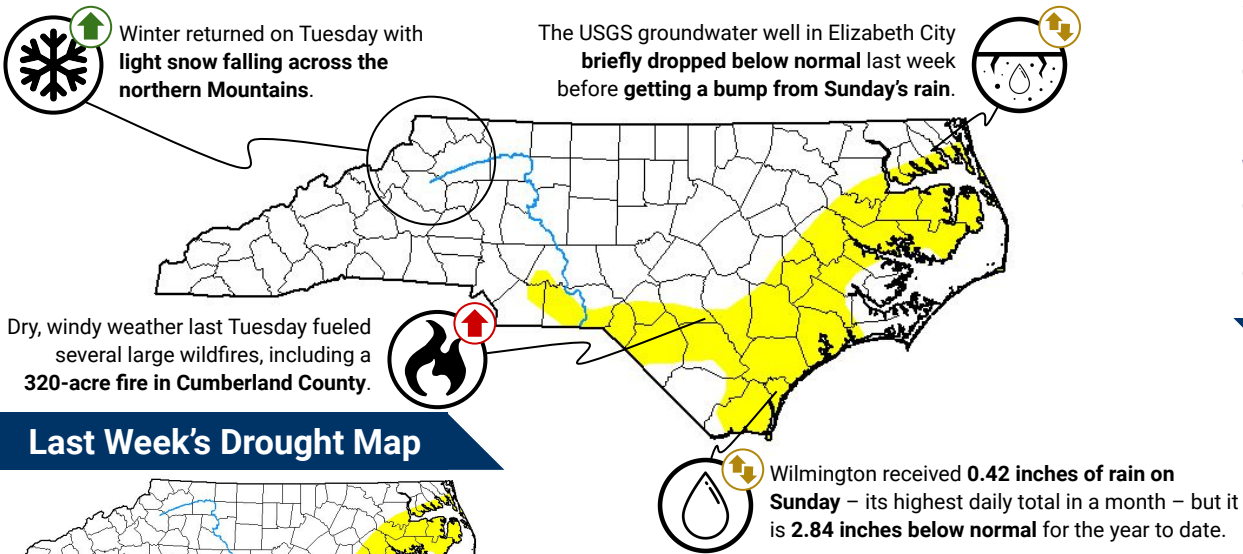 Winter returned on Tuesday with
light snow falling across the
northern Mountains.
The USGS groundwater well in Elizabeth City
briefly dropped below normal last week
before getting a bump from Sunday's rain.
Dry, windy weather last Tuesday fueled
several large wildfires, including a
320-acre fire in Cumberland County.
Last Week's Drought Map
Wilmington received 0.42 inches of rain on
Sunday – its highest daily total in a month – but it
is 2.84 inches below normal for the year to date.